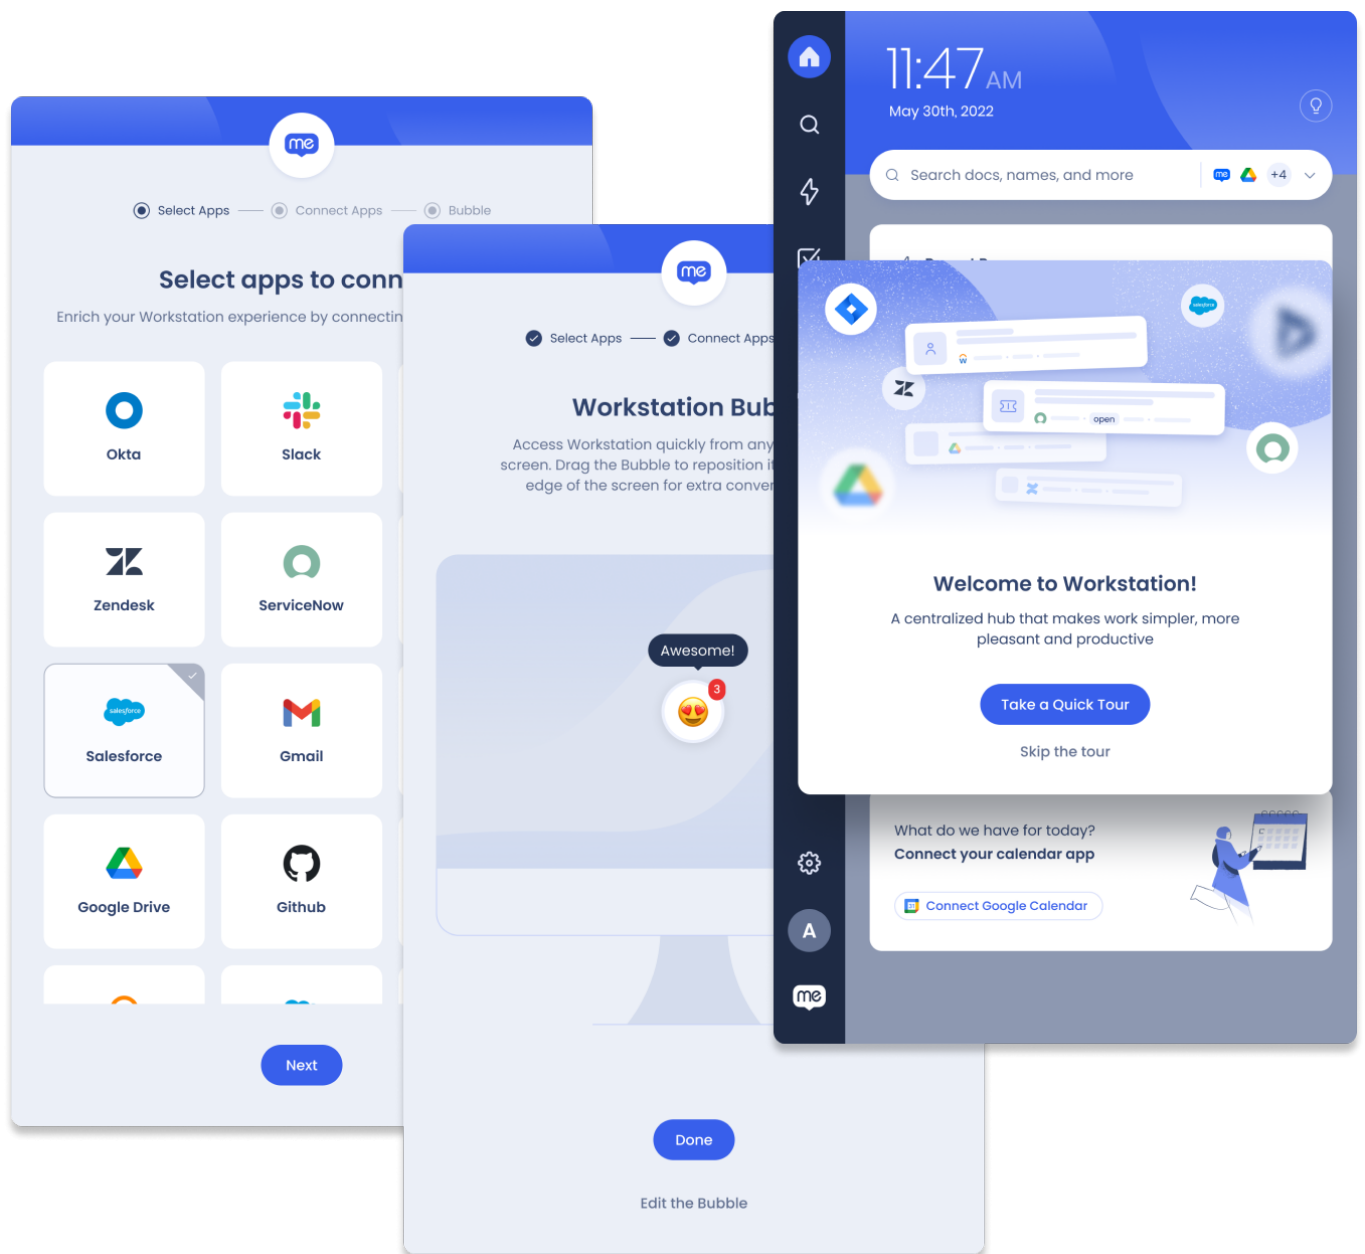 me
Select Apps
Connect Apps
Bubble
Select apps to conn
Enrich your Workstation experience by connectin
Okta
Slack
Zendesk
ServiceNow
salesforce
Salesforce
Gmail
Google Drive
Github
Next
me
Select Apps
Connect Apps
Workstation Bub
Access Workstation quickly from any
screen. Drag the Bubble to reposition it
edge of the screen for extra conver
Awesome!
3
Done
Edit the Bubble
11:47 AM
May 30th, 2022
Search docs, names, and more
me
+4
salesforce
open
Welcome to Workstation!
A centralized hub that makes work simpler, more
pleasant and productive
Take a Quick Tour
Skip the tour
What do we have for today?
Connect your calendar app
31
Connect Google Calendar
A
me